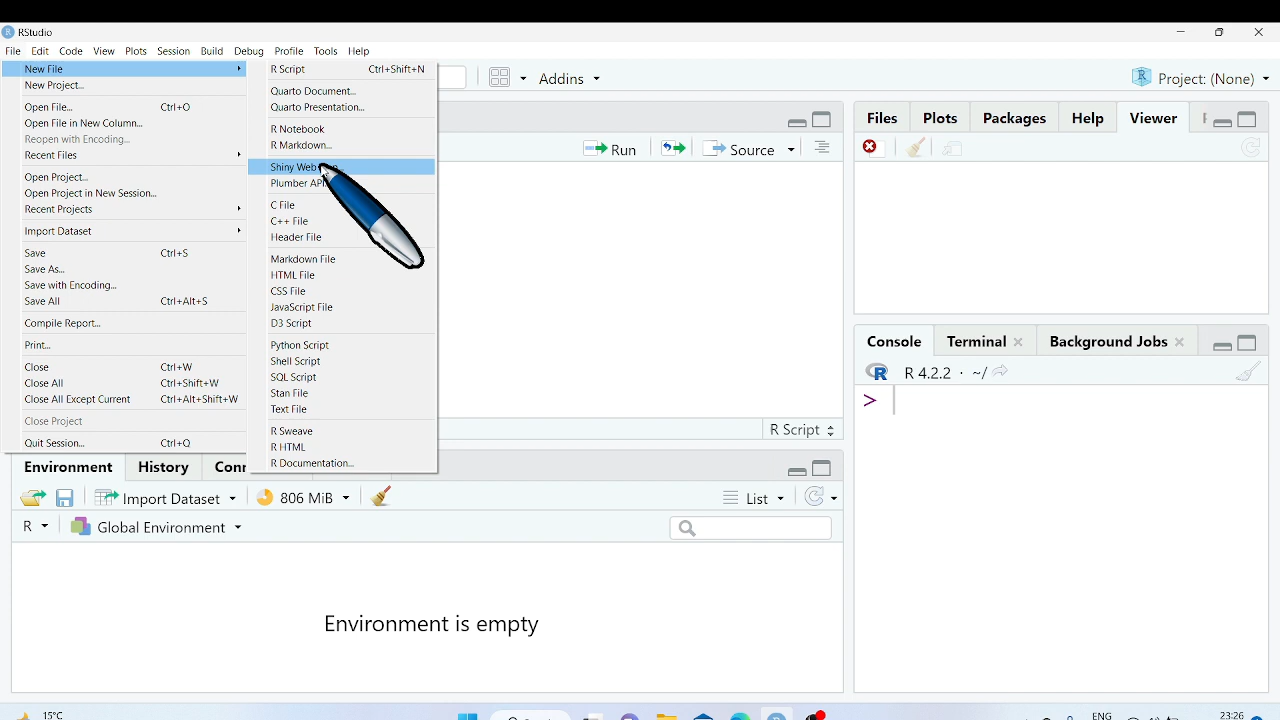 RStudio
File Edit Code View Plots Session Build Debug Profile Tools Help
New File
New Project...
Open File... Ctrl+O
Open File in New Column...
Reopen with Encoding...
Recent Files
Open Project...
Open Project in New Session...
Recent Projects
Import Dataset
Save Ctrl+S
Save As...
Save with Encoding...
Save All Ctrl+Alt+S
Compile Report...
Print...
Close Ctrl+W
Close All Ctrl+Shift+W
Close All Except Current Ctrl+Alt+Shift+W
Close Project
Quit Session... Ctrl+Q
R Script Ctrl+Shift+N
Quarto Document...
Quarto Presentation...
R Notebook
R Markdown...
Shiny Web
Plumber API
C File
C++ File
Header File
Markdown File
HTML File
CSS File
JavaScript File
D3 Script
Python Script
Shell Script
SQL Script
Stan File
Text File
R Sweave
R HTML
R Documentation...
Addins
Project: (None)
Run Source
R Script
Files Plots Packages Help Viewer
Console Terminal Background Jobs
R 4.2.2 · ~/
>
Environment History Conn
Import Dataset 806 MiB List
R Global Environment
Environment is empty
15°C ENG 23:26